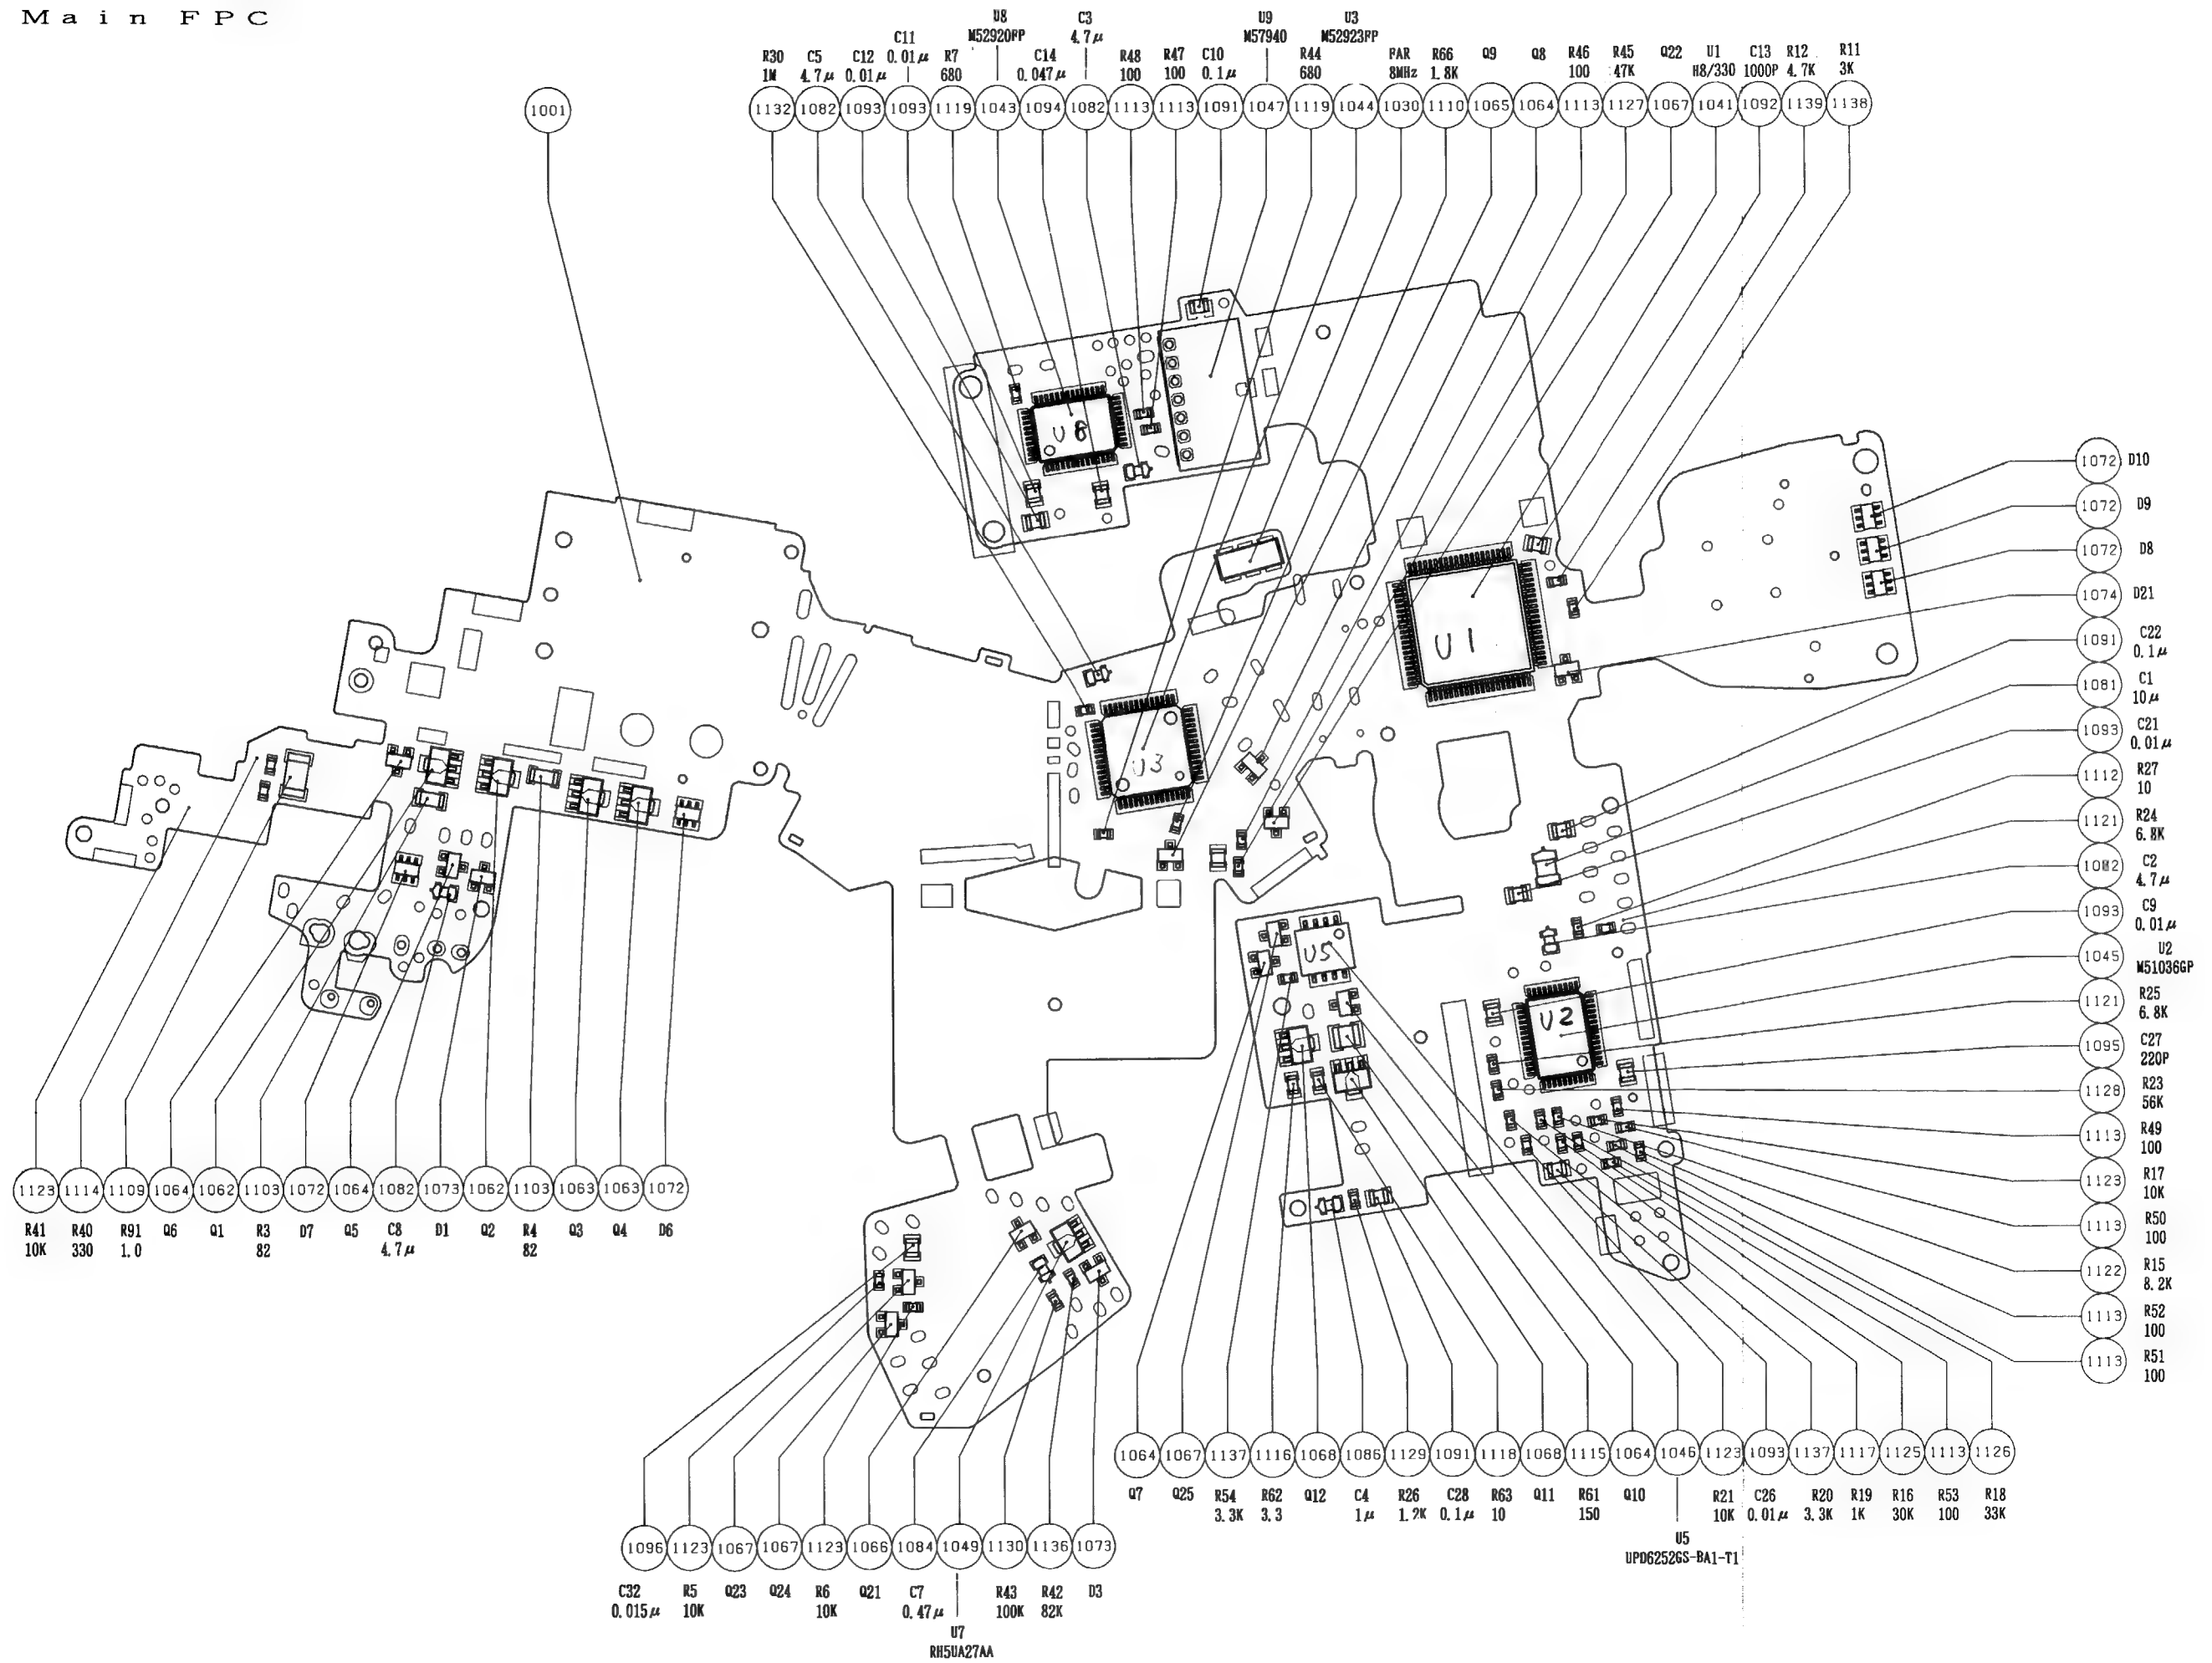 Main FPC
U8 C3 U9 U3
M52920FP 4.7μ M57940 M52923FP
R30 C5 C12 C11 R7 C14 R48 R47 C10 R44 FAR R66 Q9 Q8 R46 R45 Q22 U1 C13 R12 R11
1M 4.7μ 0.01μ 0.01μ 680 0.047μ 100 100 0.1μ 680 8MHz 1.8K 100 47K H8/330 1000P 4.7K 3K
1001
1132 1082 1093 1093 1119 1043 1094 1082 1113 1113 1091 1047 1119 1044 1030 1110 1065 1064 1113 1127 1067 1041 1092 1139 1138
U8
U1
U3
U5
U2
1072 D10
1072 D9
1072 D8
1074 D21
1091 C22
0.1μ
1081 C1
10μ
1093 C21
0.01μ
1112 R27
10
1121 R24
6.8K
1082 C2
4.7μ
1093 C9
0.01μ
1045 U2
M51036GP
1121 R25
6.8K
1095 C27
220P
1128 R23
56K
1113 R49
100
1123 R17
10K
1113 R50
100
1122 R15
8.2K
1113 R52
100
1113 R51
100
1123 1114 1109 1064 1062 1103 1072 1064 1082 1073 1062 1103 1063 1063 1072
R41 R40 R91 Q6 Q1 R3 D7 Q5 C8 D1 Q2 R4 Q3 Q4 D6
10K 330 1.0 82 4.7μ 82
1064 1067 1137 1116 1068 1086 1129 1091 1118 1068 1115 1064 1046 1123 1093 1137 1117 1125 1113 1126
Q7 Q25 R54 R62 Q12 C4 R26 C28 R63 Q11 R61 Q10 R21 C26 R20 R19 R16 R53 R18
3.3K 3.3 1μ 1.2K 0.1μ 10 150 10K 0.01μ 3.3K 1K 30K 100 33K
U5
UPD6252GS-BA1-T1
1096 1123 1067 1067 1123 1066 1084 1049 1130 1136 1073
C32 R5 Q23 Q24 R6 Q21 C7 R43 R42 D3
0.015μ 10K 10K 0.47μ 100K 82K
U7
RH5UA27AA